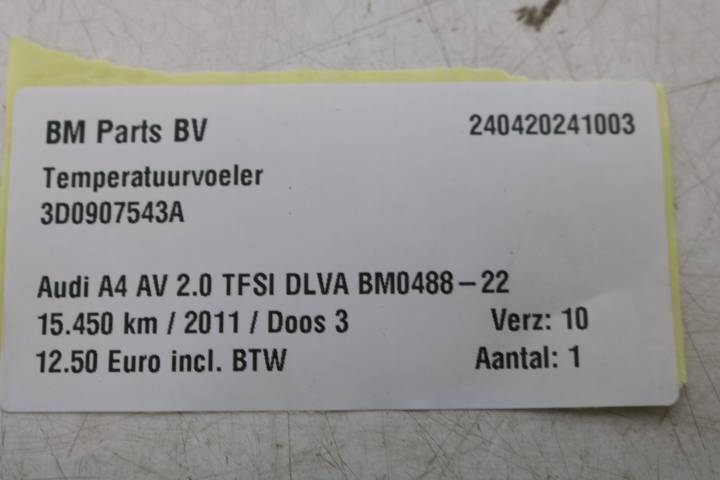 BM Parts BV 240420241003
Temperatuurvoeler
3D0907543A
Audi A4 AV 2.0 TFSI DLVA BM0488-22
15.450 km / 2011 / Doos 3 Verz: 10
12.50 Euro incl. BTW Aantal: 1